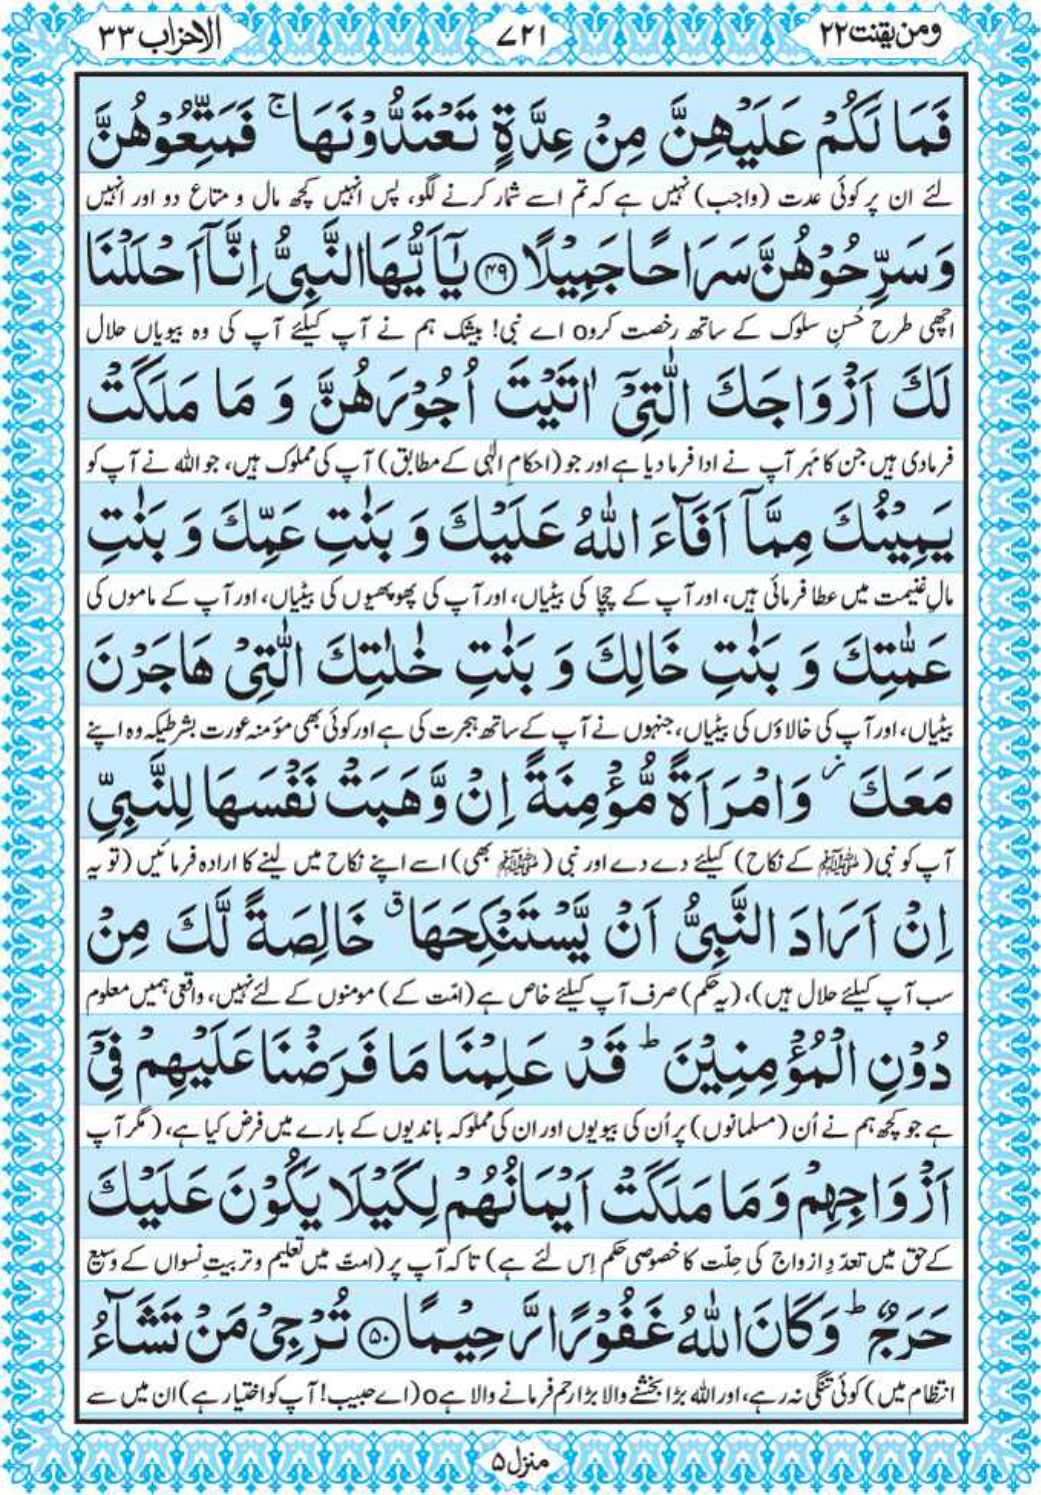 ومن يقنت ٢٢
٧٢١
الاحزاب ٣٣
فَمَا لَكُمْ عَلَيْهِنَّ مِنْ عِدَّةٍ تَعْتَدُّوْنَهَا ۚ فَمَتِّعُوْهُنَّ
لئے ان پر کوئی عدت (واجب) نہیں ہے کہ تم اسے شمار کرنے لگو، پس انہیں کچھ مال و متاع دو اور انہیں
وَسَرِّحُوْهُنَّ سَرَاحًا جَمِيْلًا ﴿۴۹﴾ يٰٓاَيُّهَا النَّبِيُّ اِنَّآ اَحْلَلْنَا
اچھی طرح حُسنِ سلوک کے ساتھ رخصت کرو o اے نبی! بیشک ہم نے آپ کیلئے آپ کی وہ بیویاں حلال
لَكَ اَزْوَاجَكَ الّٰتِيْٓ اٰتَيْتَ اُجُوْرَهُنَّ وَ مَا مَلَكَتْ
فرمادی ہیں جن کا مَہر آپ نے ادا فرما دیا ہے اور جو (احکامِ الٰہی کے مطابق) آپ کی مملوک ہیں، جو اللہ نے آپ کو
يَمِيْنُكَ مِمَّآ اَفَآءَ اللّٰهُ عَلَيْكَ وَ بَنٰتِ عَمِّكَ وَ بَنٰتِ
مالِ غنیمت میں عطا فرمائی ہیں، اور آپ کے چچا کی بیٹیاں، اور آپ کی پھوپھیوں کی بیٹیاں، اور آپ کے ماموں کی
عَمّٰتِكَ وَ بَنٰتِ خَالِكَ وَ بَنٰتِ خٰلٰتِكَ الّٰتِيْ هَاجَرْنَ
بیٹیاں، اور آپ کی خالاؤں کی بیٹیاں، جنہوں نے آپ کے ساتھ ہجرت کی ہے اور کوئی بھی مؤمنہ عورت بشرطیکہ وہ اپنے
مَعَكَ ۫ وَامْرَاَةً مُّؤْمِنَةً اِنْ وَّهَبَتْ نَفْسَهَا لِلنَّبِيِّ
آپ کو نبی (ﷺ کے نکاح) کیلئے دے دے اور نبی (ﷺ بھی) اسے اپنے نکاح میں لینے کا ارادہ فرمائیں (تو یہ
اِنْ اَرَادَ النَّبِيُّ اَنْ يَّسْتَنْكِحَهَا ۗ خَالِصَةً لَّكَ مِنْ
سب آپ کیلئے حلال ہیں)، (یہ حکم) صرف آپ کیلئے خاص ہے (امّت کے) مومنوں کے لئے نہیں، واقعی ہمیں معلوم
دُوْنِ الْمُؤْمِنِيْنَ ؕ قَدْ عَلِمْنَا مَا فَرَضْنَا عَلَيْهِمْ فِيْٓ
ہے جو کچھ ہم نے اُن (مسلمانوں) پر اُن کی بیویوں اور ان کی مملوکہ باندیوں کے بارے میں فرض کیا ہے، (مگر آپ
اَزْوَاجِهِمْ وَمَا مَلَكَتْ اَيْمَانُهُمْ لِكَيْلَا يَكُوْنَ عَلَيْكَ
کے حق میں تعدّدِ ازواج کی حِلّت کا خصوصی حکم اِس لئے ہے) تاکہ آپ پر (امتّ میں تعلیم و تربیتِ نسواں کے وسیع
حَرَجٌ ؕ وَكَانَ اللّٰهُ غَفُوْرًا رَّحِيْمًا ﴿۵۰﴾ تُرْجِيْ مَنْ تَشَآءُ
انتظام میں) کوئی تنگی نہ رہے، اور اللہ بڑا بخشنے والا بڑا رحم فرمانے والا ہے o (اے حبیب! آپ کو اختیار ہے) ان میں سے
منزل ۵